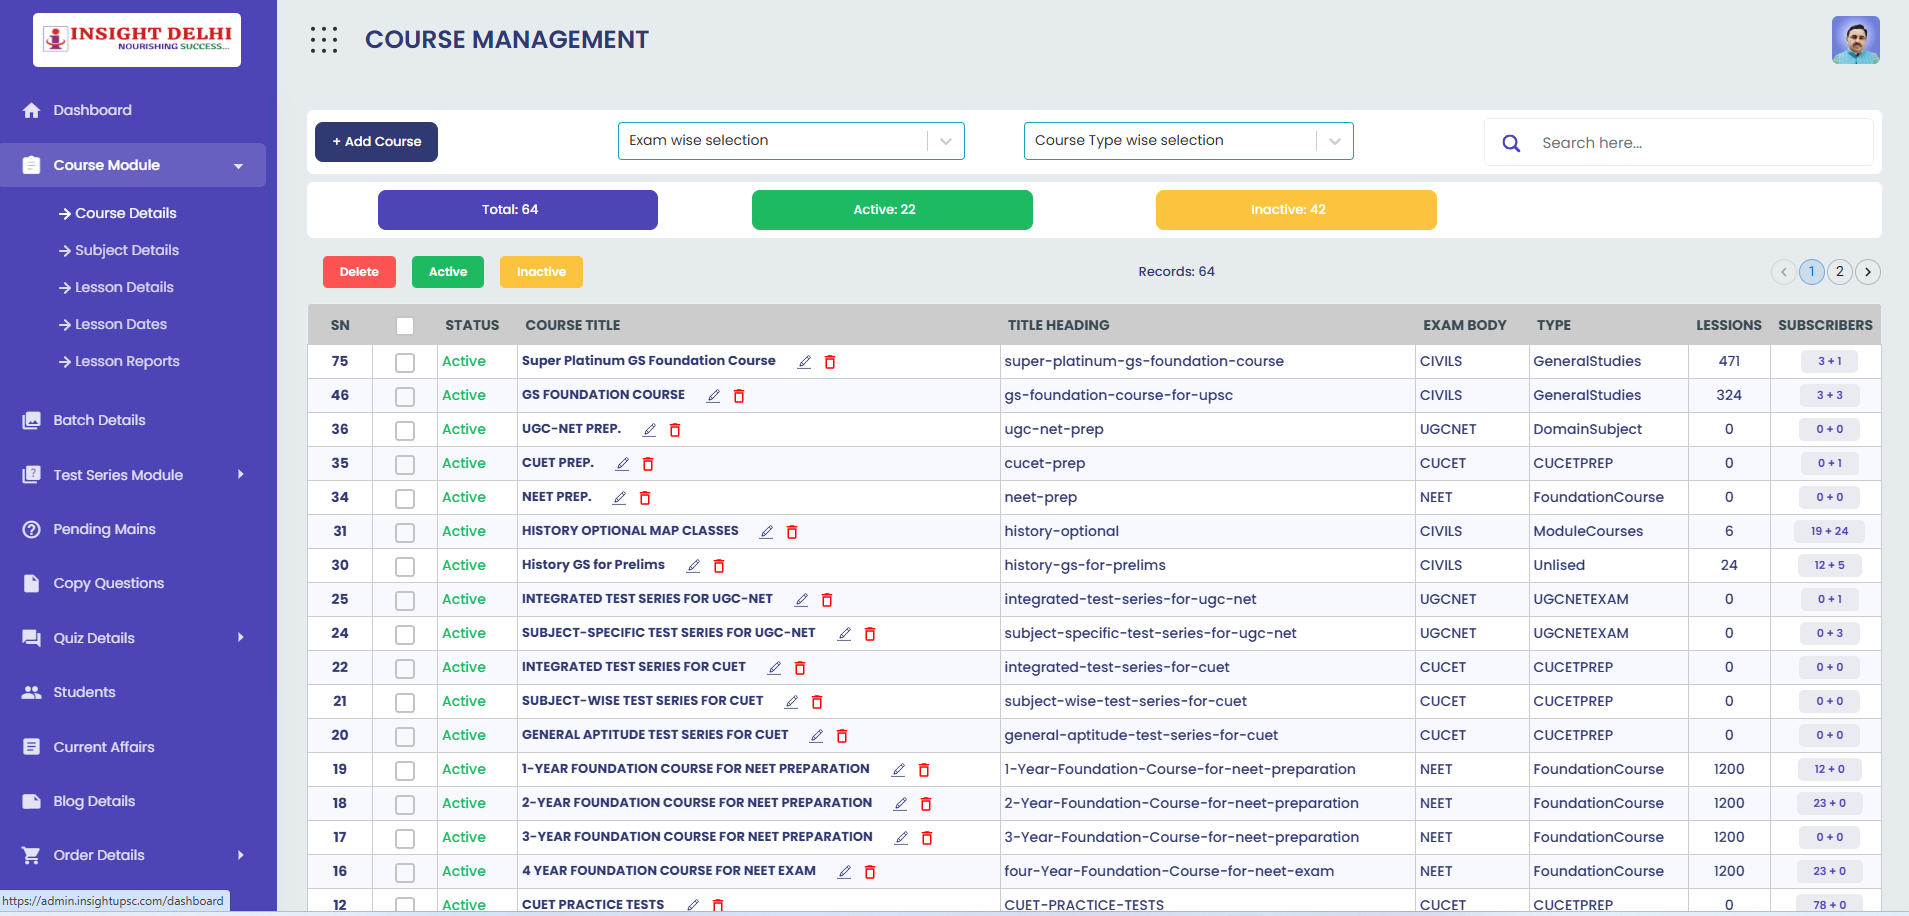 INSIGHT DELHI
NOURISHING SUCCESS...
Dashboard
Course Module
Course Details
Subject Details
Lesson Details
Lesson Dates
Lesson Reports
Batch Details
Test Series Module
Pending Mains
Copy Questions
Quiz Details
Students
Current Affairs
Blog Details
Order Details
https://admin.insightupsc.com/dashboard
COURSE MANAGEMENT
+ Add Course Exam wise selection Course Type wise selection Search here...
Total: 64 Active: 22 Inactive: 42
Delete Active Inactive Records: 64 1 2
SN STATUS COURSE TITLE TITLE HEADING EXAM BODY TYPE LESSIONS SUBSCRIBERS
75 Active Super Platinum GS Foundation Course super-platinum-gs-foundation-course CIVILS GeneralStudies 471 3 + 1
46 Active GS FOUNDATION COURSE gs-foundation-course-for-upsc CIVILS GeneralStudies 324 3 + 3
36 Active UGC-NET PREP. ugc-net-prep UGCNET DomainSubject 0 0 + 0
35 Active CUET PREP. cucet-prep CUCET CUCETPREP 0 0 + 1
34 Active NEET PREP. neet-prep NEET FoundationCourse 0 0 + 0
31 Active HISTORY OPTIONAL MAP CLASSES history-optional CIVILS ModuleCourses 6 19 + 24
30 Active History GS for Prelims history-gs-for-prelims CIVILS Unlised 24 12 + 5
25 Active INTEGRATED TEST SERIES FOR UGC-NET integrated-test-series-for-ugc-net UGCNET UGCNETEXAM 0 0 + 1
24 Active SUBJECT-SPECIFIC TEST SERIES FOR UGC-NET subject-specific-test-series-for-ugc-net UGCNET UGCNETEXAM 0 0 + 3
22 Active INTEGRATED TEST SERIES FOR CUET integrated-test-series-for-cuet CUCET CUCETPREP 0 0 + 0
21 Active SUBJECT-WISE TEST SERIES FOR CUET subject-wise-test-series-for-cuet CUCET CUCETPREP 0 0 + 0
20 Active GENERAL APTITUDE TEST SERIES FOR CUET general-aptitude-test-series-for-cuet CUCET CUCETPREP 0 0 + 0
19 Active 1-YEAR FOUNDATION COURSE FOR NEET PREPARATION 1-Year-Foundation-Course-for-neet-preparation NEET FoundationCourse 1200 12 + 0
18 Active 2-YEAR FOUNDATION COURSE FOR NEET PREPARATION 2-Year-Foundation-Course-for-neet-preparation NEET FoundationCourse 1200 23 + 0
17 Active 3-YEAR FOUNDATION COURSE FOR NEET PREPARATION 3-Year-Foundation-Course-for-neet-preparation NEET FoundationCourse 1200 0 + 0
16 Active 4 YEAR FOUNDATION COURSE FOR NEET EXAM four-Year-Foundation-Course-for-neet-exam NEET FoundationCourse 1200 23 + 0
12 Active CUET PRACTICE TESTS CUET-PRACTICE-TESTS CUCET CUCETPREP 0 78 + 0